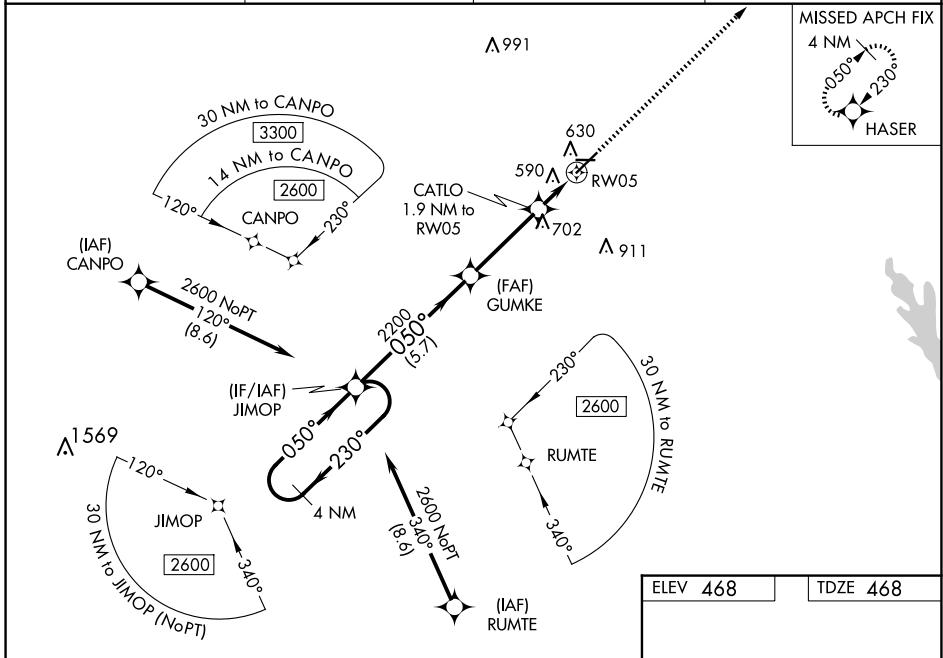 MISSED APCH FIX
4 NM
050°
230°
HASER
991
30 NM to CANPO
3300
14 NM to CANPO
2600
120°
230°
CANPO
630
590
RW05
CATLO
1.9 NM to
RW05
702
911
(IAF)
CANPO
2600 NoPT
120°
(8.6)
(FAF)
GUMKE
2200
050°
(5.7)
(IF/IAF)
JIMOP
050°
230°
4 NM
230°
2600
30 NM to RUMTE
RUMTE
340°
1569
120°
JIMOP
2600
340°
30 NM to JIMOP (NoPT)
2600 NoPT
340°
(8.6)
(IAF)
RUMTE
ELEV 468
TDZE 468